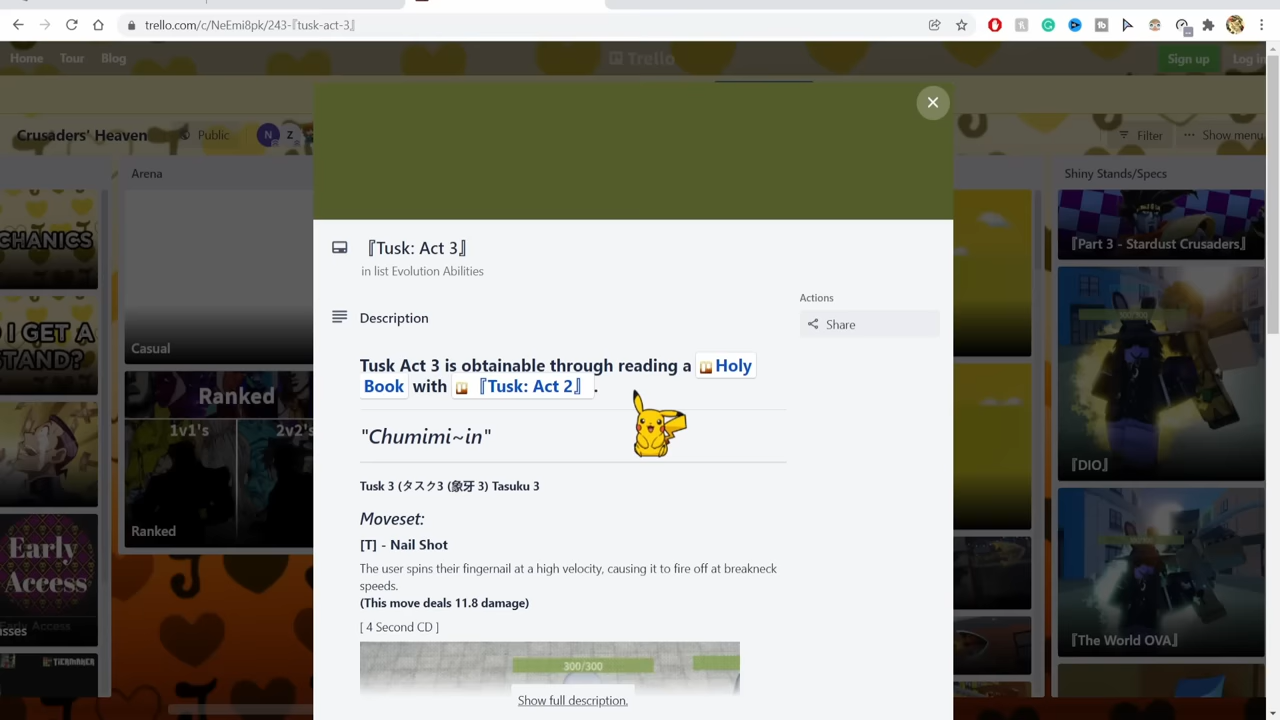 trello.com/c/NeEmi8pk/243-『tusk-act-3』
Home Tour Blog
Trello
Sign up Log in
Crusaders' Heaven Public N Z
Filter ··· Show menu
Arena
Shiny Stands/Specs
CHANICS
I GET A
STAND?
Early
Access
Early Access
sses
Casual
Ranked
1v1's 2v2's
Ranked
『Tusk: Act 3』
in list Evolution Abilities
Actions
Share
Description
Tusk Act 3 is obtainable through reading a Holy
Book with 『Tusk: Act 2』 .
"Chumimi~in"
Tusk 3 (タスク3 (象牙 3) Tasuku 3
Moveset:
[T] - Nail Shot
The user spins their fingernail at a high velocity, causing it to fire off at breakneck
speeds.
(This move deals 11.8 damage)
[ 4 Second CD ]
300/300
Show full description.
『Part 3 - Stardust Crusaders』
『DIO』
『The World OVA』